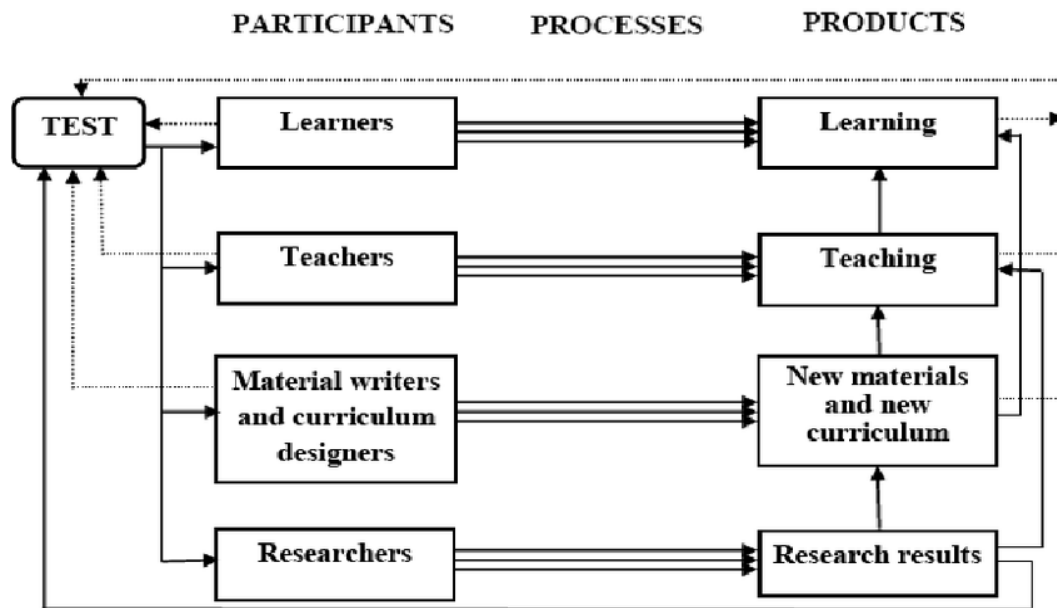 PARTICIPANTS PROCESSES PRODUCTS
TEST
Learners
Learning
Teachers
Teaching
Material writers
and curriculum
designers
New materials
and new
curriculum
Researchers
Research results